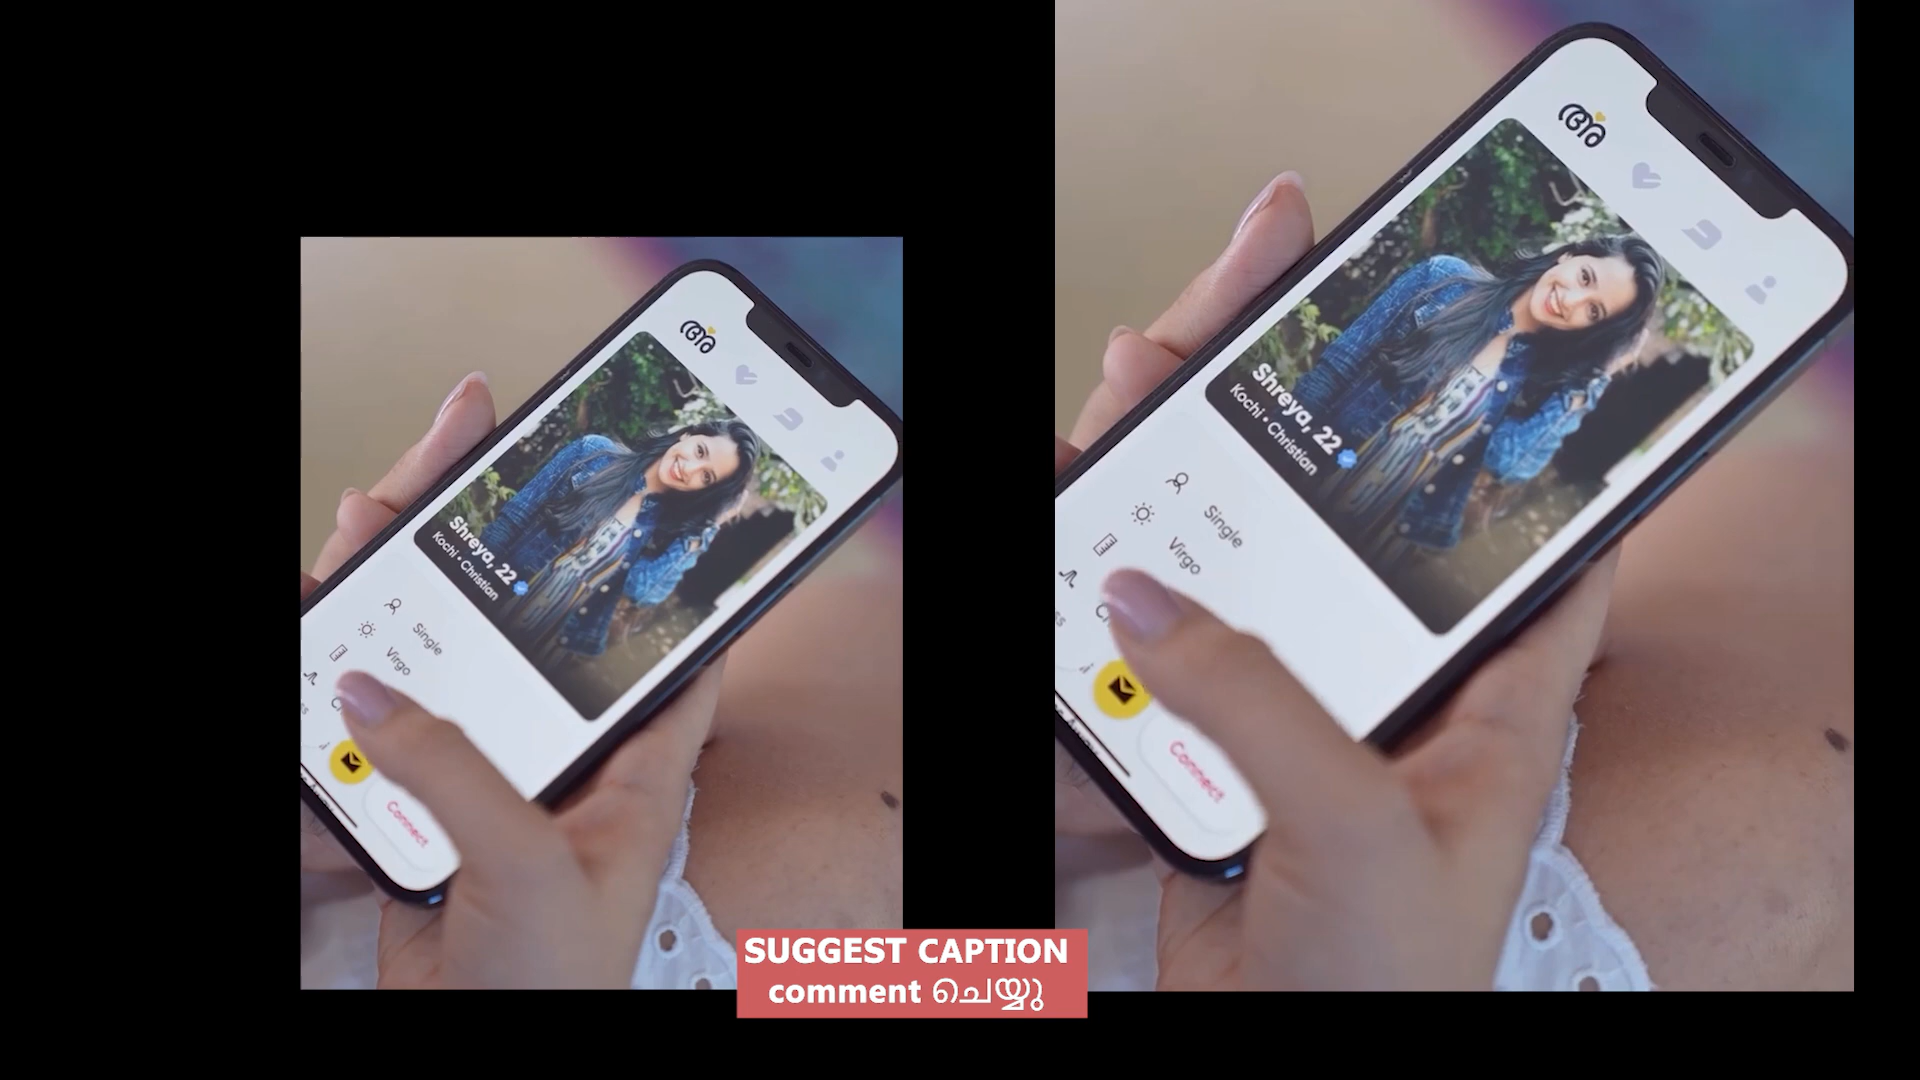 അ
Shreya, 22
Kochi • Christian
Single
Virgo
Connect
അ
Shreya, 22
Kochi • Christian
Single
Virgo
Connect
SUGGEST CAPTION
comment ചെയ്യു